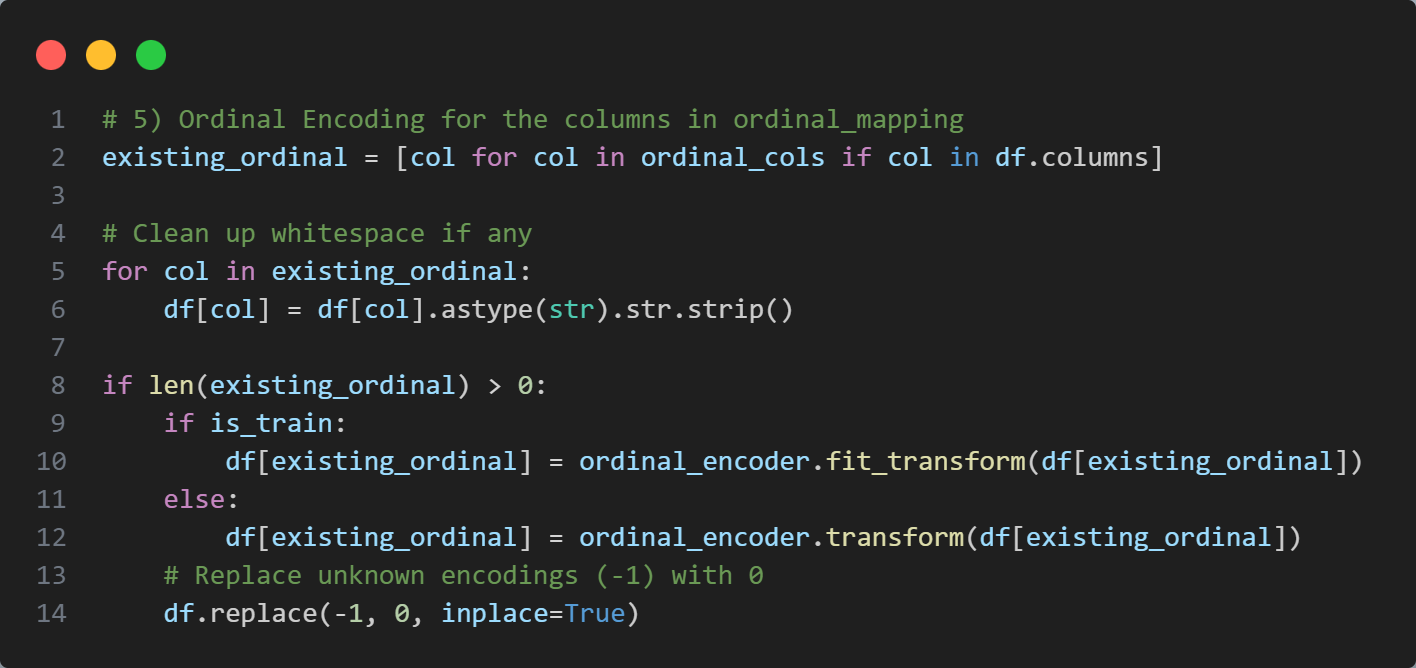 1 # 5) Ordinal Encoding for the columns in ordinal_mapping
2 existing_ordinal = [col for col in ordinal_cols if col in df.columns]
3
4 # Clean up whitespace if any
5 for col in existing_ordinal:
6     df[col] = df[col].astype(str).str.strip()
7
8 if len(existing_ordinal) > 0:
9     if is_train:
10         df[existing_ordinal] = ordinal_encoder.fit_transform(df[existing_ordinal])
11     else:
12         df[existing_ordinal] = ordinal_encoder.transform(df[existing_ordinal])
13     # Replace unknown encodings (-1) with 0
14     df.replace(-1, 0, inplace=True)